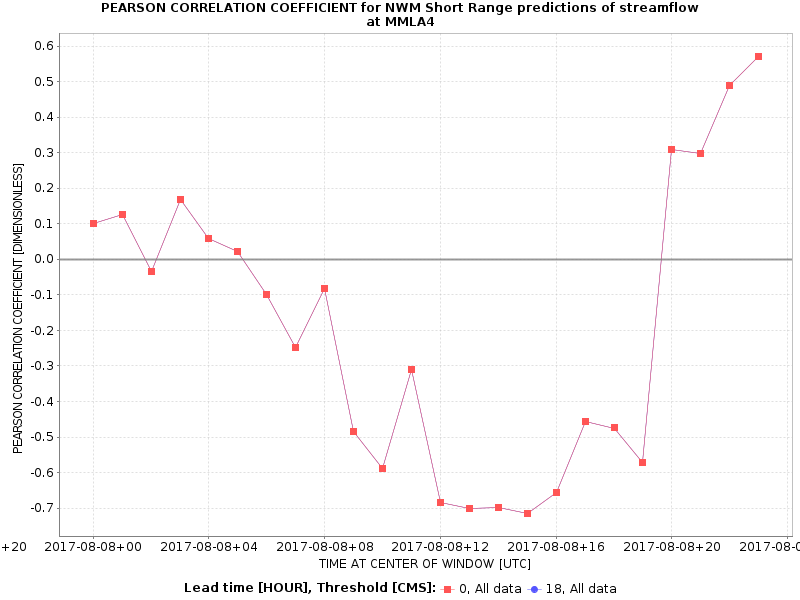 PEARSON CORRELATION COEFFICIENT for NWM Short Range predictions of streamflow
at MMLA4
PEARSON CORRELATION COEFFICIENT [DIMENSIONLESS]
0.6
0.5
0.4
0.3
0.2
0.1
0.0
-0.1
-0.2
-0.3
-0.4
-0.5
-0.6
-0.7
+20 2017-08-08+00 2017-08-08+04 2017-08-08+08 2017-08-08+12 2017-08-08+16 2017-08-08+20 2017-08-0
TIME AT CENTER OF WINDOW [UTC]
Lead time [HOUR], Threshold [CMS]: 0, All data 18, All data